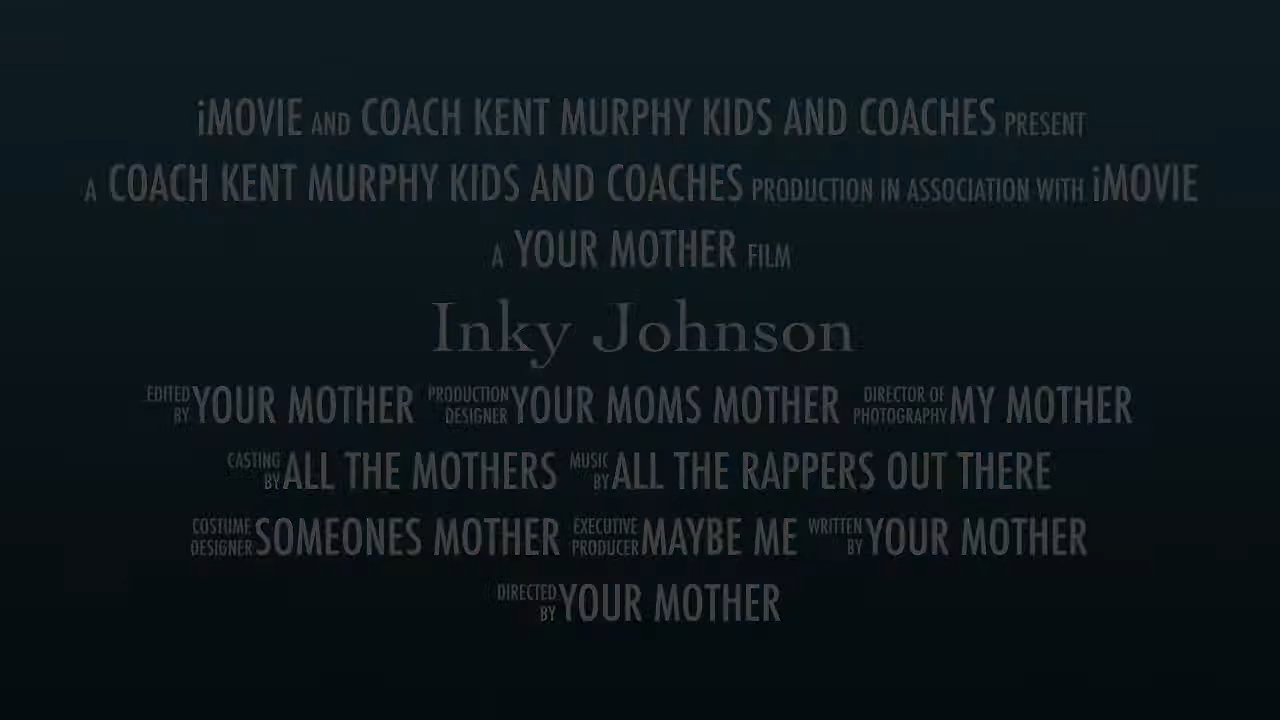 iMOVIE AND COACH KENT MURPHY KIDS AND COACHES PRESENT
A COACH KENT MURPHY KIDS AND COACHES PRODUCTION IN ASSOCIATION WITH iMOVIE
A YOUR MOTHER FILM
Inky Johnson
EDITED BY YOUR MOTHER PRODUCTION DESIGNER YOUR MOMS MOTHER DIRECTOR OF PHOTOGRAPHY MY MOTHER
CASTING BY ALL THE MOTHERS MUSIC BY ALL THE RAPPERS OUT THERE
COSTUME DESIGNER SOMEONES MOTHER EXECUTIVE PRODUCER MAYBE ME WRITTEN BY YOUR MOTHER
DIRECTED BY YOUR MOTHER